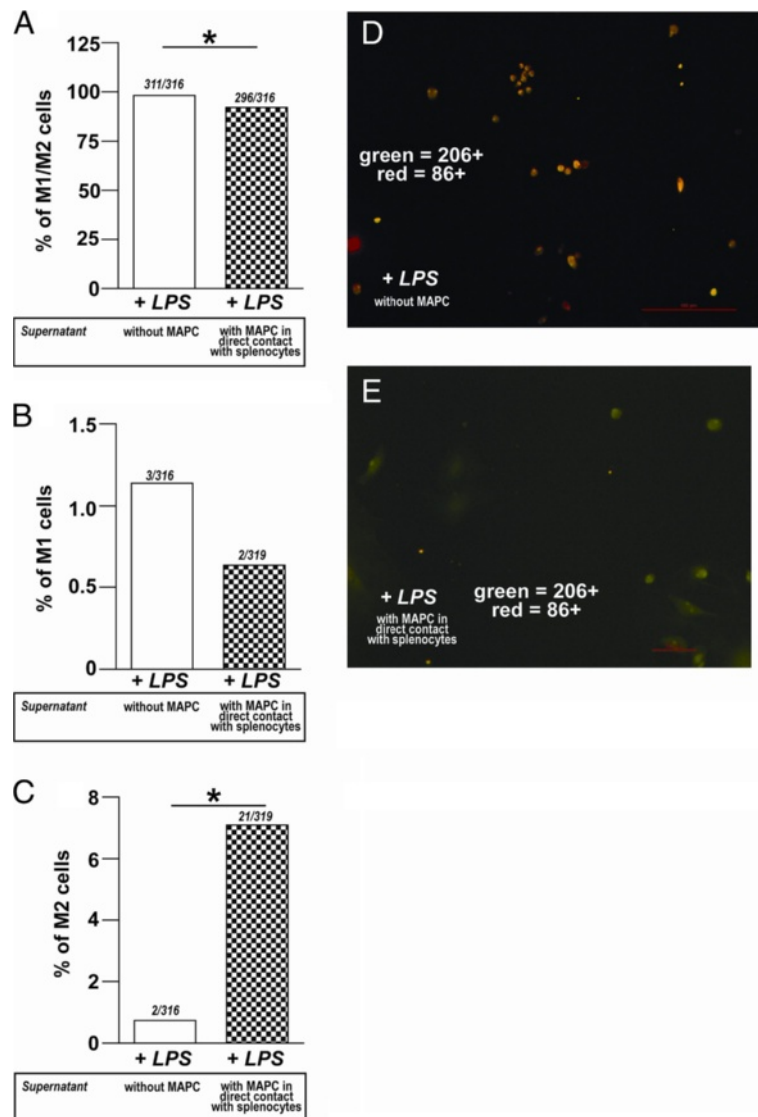 A
% of M1/M2 cells
125
100
75
50
25
0
*
311/316
296/316
+ LPS
+ LPS
Supernatant
without MAPC
with MAPC in
direct contact
with splenocytes
B
% of M1 cells
1.5
1.0
0.5
0
3/316
2/319
+ LPS
+ LPS
Supernatant
without MAPC
with MAPC in
direct contact
with splenocytes
C
% of M2 cells
8
6
4
2
0
*
2/316
21/319
+ LPS
+ LPS
Supernatant
without MAPC
with MAPC in
direct contact
with splenocytes
D
green = 206+
red = 86+
+ LPS
without MAPC
E
+ LPS
with MAPC in
direct contact
with splenocytes
green = 206+
red = 86+